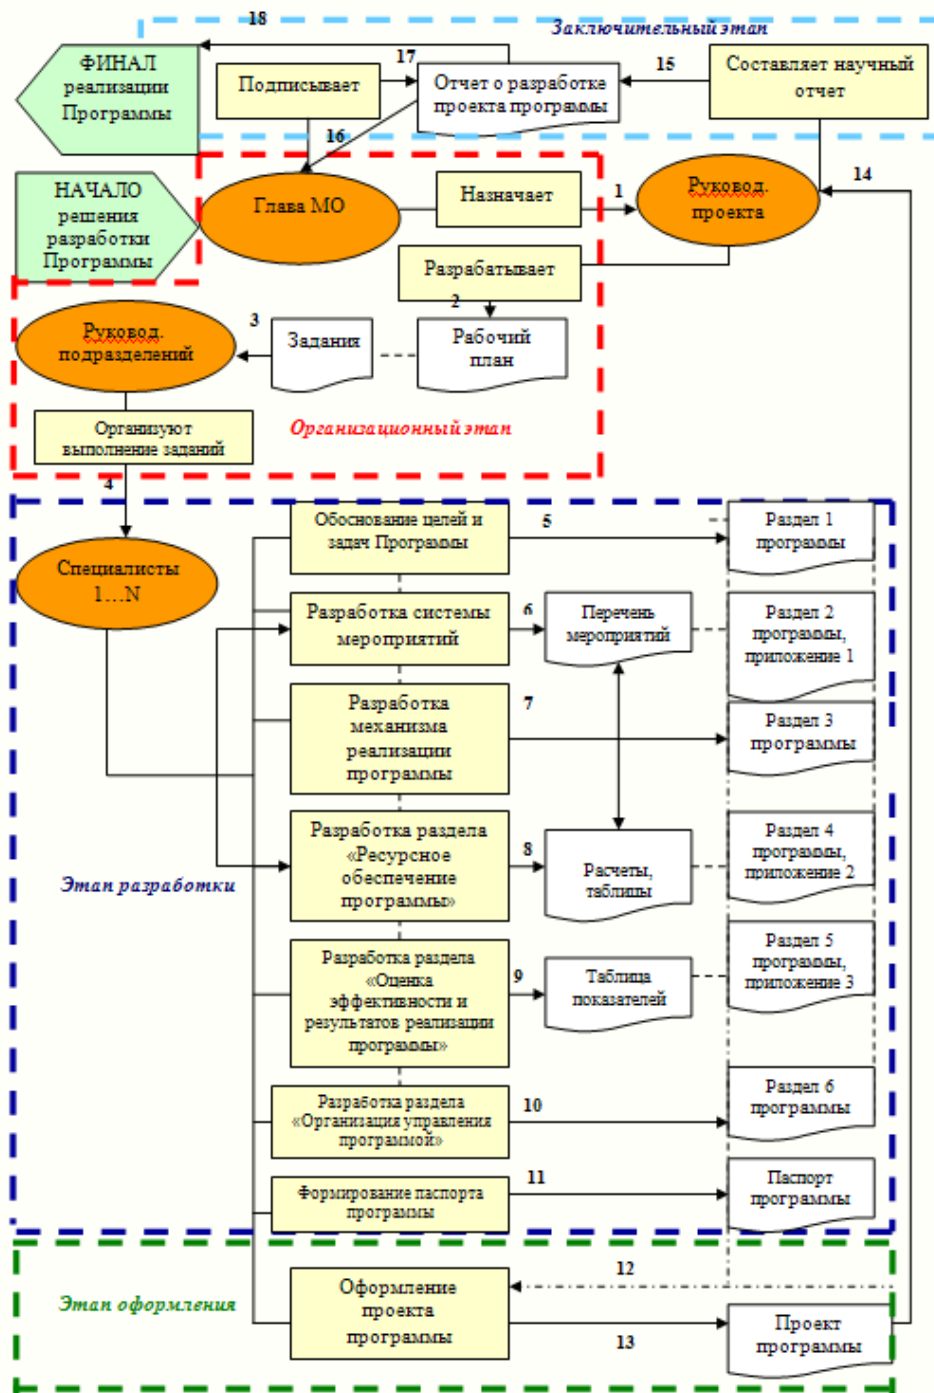 18
Заключительный этап
ФИНАЛ
реализации
Программы
Подписывает
17
Отчет о разработке
проекта программы
15
Составляет научный
отчет
16
НАЧАЛО
решения
разработки
Программы
Глава МО
Назначает
1
Руковод.
проекта
14
Разрабатывает
2
Руковод.
подразделений
3
Задания
Рабочий
план
Организуют
выполнение заданий
Организационный этап
4
Специалисты
1…N
Обоснование целей и
задач Программы
5
Раздел 1
программы
Разработка системы
мероприятий
6
Перечень
мероприятий
Раздел 2
программы,
приложение 1
Разработка
механизма
реализации
программы
7
Раздел 3
программы
Этап разработки
Разработка раздела
«Ресурсное
обеспечение
программы»
8
Расчеты,
таблицы
Раздел 4
программы,
приложение 2
Разработка раздела
«Оценка
эффективности и
результатов реализации
программы»
9
Таблица
показателей
Раздел 5
программы,
приложение 3
Разработка раздела
«Организация управления
программой»
10
Раздел 6
программы
Формирование паспорта
программы
11
Паспорт
программы
Этап оформления
Оформление
проекта
программы
12
13
Проект
программы